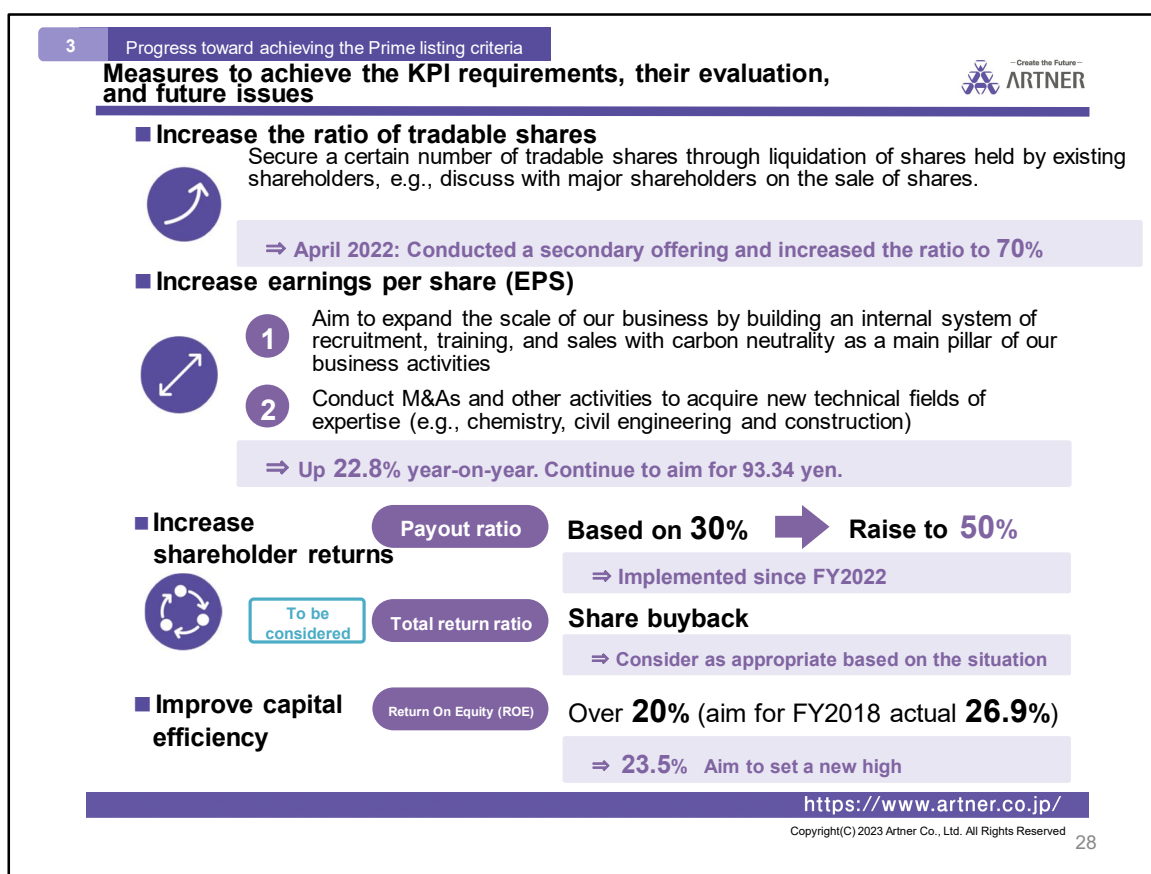 3 Progress toward achieving the Prime listing criteria
Measures to achieve the KPI requirements, their evaluation,
and future issues
–Create the Future–
ARTNER
■ Increase the ratio of tradable shares
Secure a certain number of tradable shares through liquidation of shares held by existing
shareholders, e.g., discuss with major shareholders on the sale of shares.
⇒ April 2022: Conducted a secondary offering and increased the ratio to 70%
■ Increase earnings per share (EPS)
1 Aim to expand the scale of our business by building an internal system of
recruitment, training, and sales with carbon neutrality as a main pillar of our
business activities
2 Conduct M&As and other activities to acquire new technical fields of
expertise (e.g., chemistry, civil engineering and construction)
⇒ Up 22.8% year-on-year. Continue to aim for 93.34 yen.
■ Increase
shareholder returns
Payout ratio
Based on 30% Raise to 50%
⇒ Implemented since FY2022
To be
considered
Total return ratio
Share buyback
⇒ Consider as appropriate based on the situation
■ Improve capital
efficiency
Return On Equity (ROE)
Over 20% (aim for FY2018 actual 26.9%)
⇒ 23.5% Aim to set a new high
https://www.artner.co.jp/
Copyright(C) 2023 Artner Co., Ltd. All Rights Reserved
28